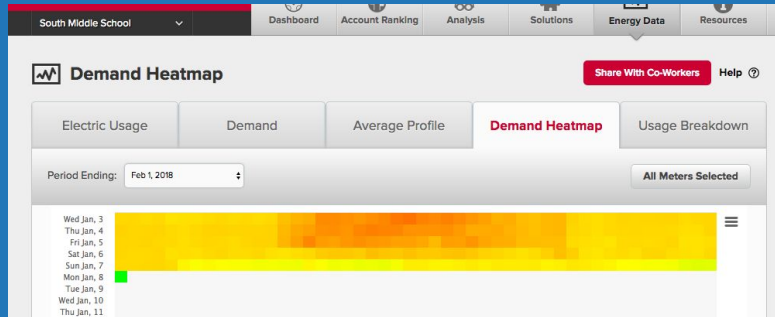 South Middle School
Dashboard
Account Ranking
Analysis
Solutions
Energy Data
Resources
Demand Heatmap
Share With Co-Workers
Help ?
Electric Usage
Demand
Average Profile
Demand Heatmap
Usage Breakdown
Period Ending:
Feb 1, 2018
All Meters Selected
Wed Jan, 3
Thu Jan, 4
Fri Jan, 5
Sat Jan, 6
Sun Jan, 7
Mon Jan, 8
Tue Jan, 9
Wed Jan, 10
Thu Jan, 11